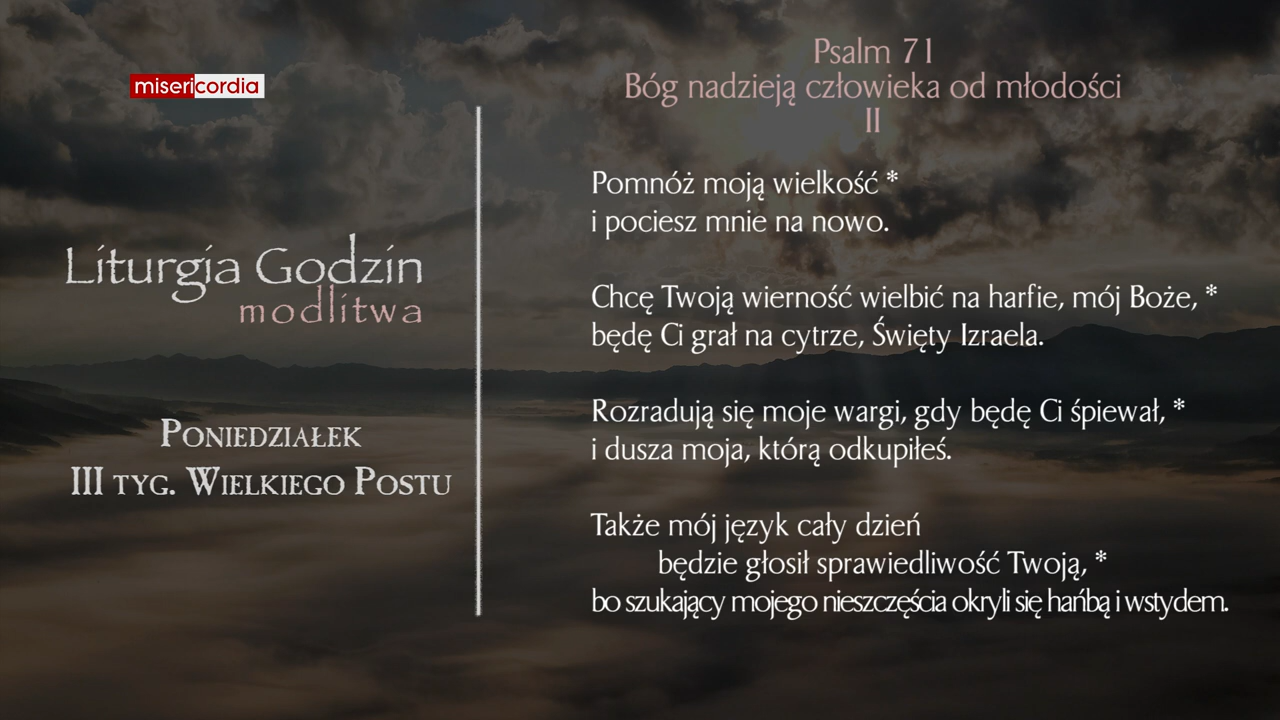 misericordia
Liturgia Godzin
modlitwa
Poniedziałek
III tyg. Wielkiego Postu
Psalm 71
Bóg nadzieją człowieka od młodości
II
Pomnóż moją wielkość *
i pociesz mnie na nowo.
Chcę Twoją wierność wielbić na harfie, mój Boże, *
będę Ci grał na cytrze, Święty Izraela.
Rozradują się moje wargi, gdy będę Ci śpiewał, *
i dusza moja, którą odkupiłeś.
Także mój język cały dzień
będzie głosił sprawiedliwość Twoją, *
bo szukający mojego nieszczęścia okryli się hańbą i wstydem.